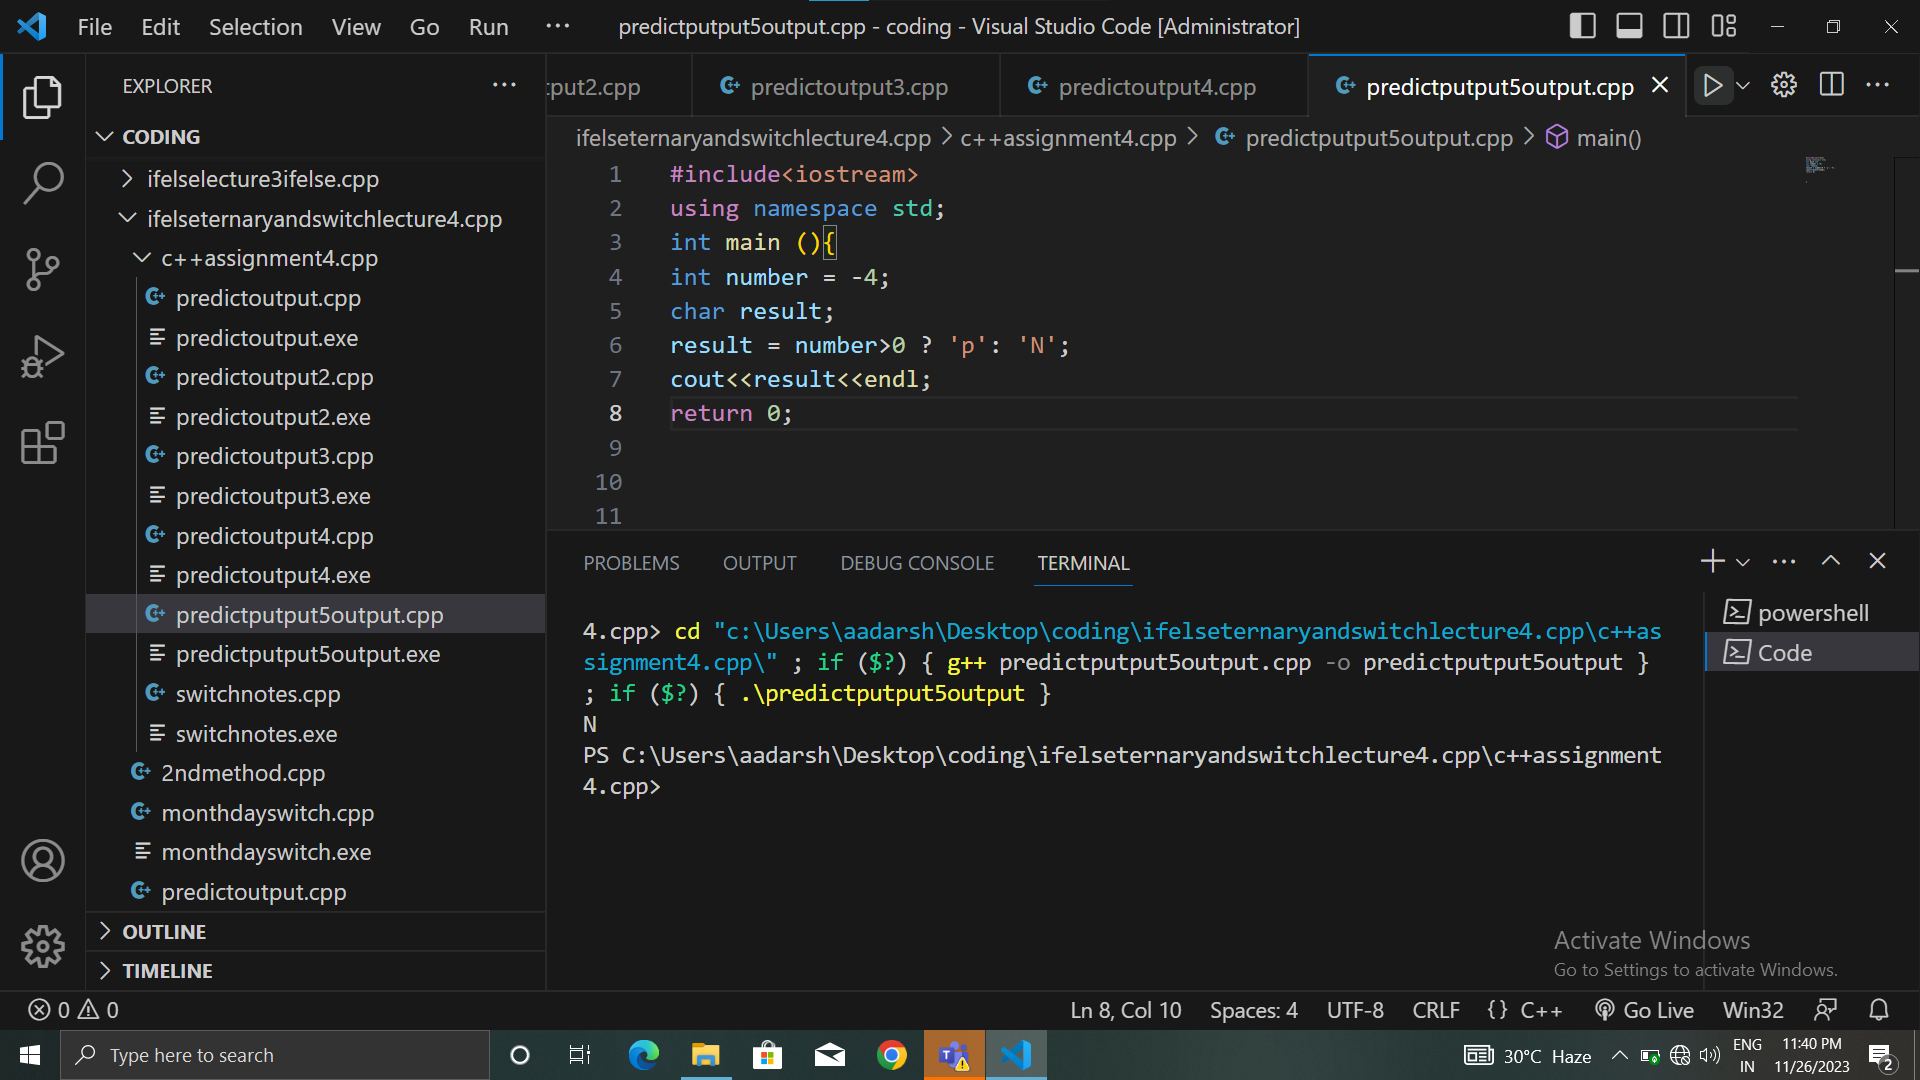 File Edit Selection View Go Run ··· predictputput5output.cpp - coding - Visual Studio Code [Administrator]
EXPLORER ···
CODING
ifelselecture3ifelse.cpp
ifelseternaryandswitchlecture4.cpp
c++assignment4.cpp
predictoutput.cpp
predictoutput.exe
predictoutput2.cpp
predictoutput2.exe
predictoutput3.cpp
predictoutput3.exe
predictoutput4.cpp
predictoutput4.exe
predictputput5output.cpp
predictputput5output.exe
switchnotes.cpp
switchnotes.exe
2ndmethod.cpp
monthdayswitch.cpp
monthdayswitch.exe
predictoutput.cpp
OUTLINE
TIMELINE
put2.cpp predictoutput3.cpp predictoutput4.cpp predictputput5output.cpp
ifelseternaryandswitchlecture4.cpp > c++assignment4.cpp > predictputput5output.cpp > main()
1 #include<iostream>
2 using namespace std;
3 int main (){
4 int number = -4;
5 char result;
6 result = number>0 ? 'p': 'N';
7 cout<<result<<endl;
8 return 0;
9
10
11
PROBLEMS OUTPUT DEBUG CONSOLE TERMINAL
4.cpp> cd "c:\Users\aadarsh\Desktop\coding\ifelseternaryandswitchlecture4.cpp\c++as
signment4.cpp\" ; if ($?) { g++ predictputput5output.cpp -o predictputput5output }
; if ($?) { .\predictputput5output }
N
PS C:\Users\aadarsh\Desktop\coding\ifelseternaryandswitchlecture4.cpp\c++assignment
4.cpp>
powershell
Code
Activate Windows
Go to Settings to activate Windows.
0 0 Ln 8, Col 10 Spaces: 4 UTF-8 CRLF {} C++ Go Live Win32
Type here to search 30°C Haze ENG IN 11:40 PM 11/26/2023 2